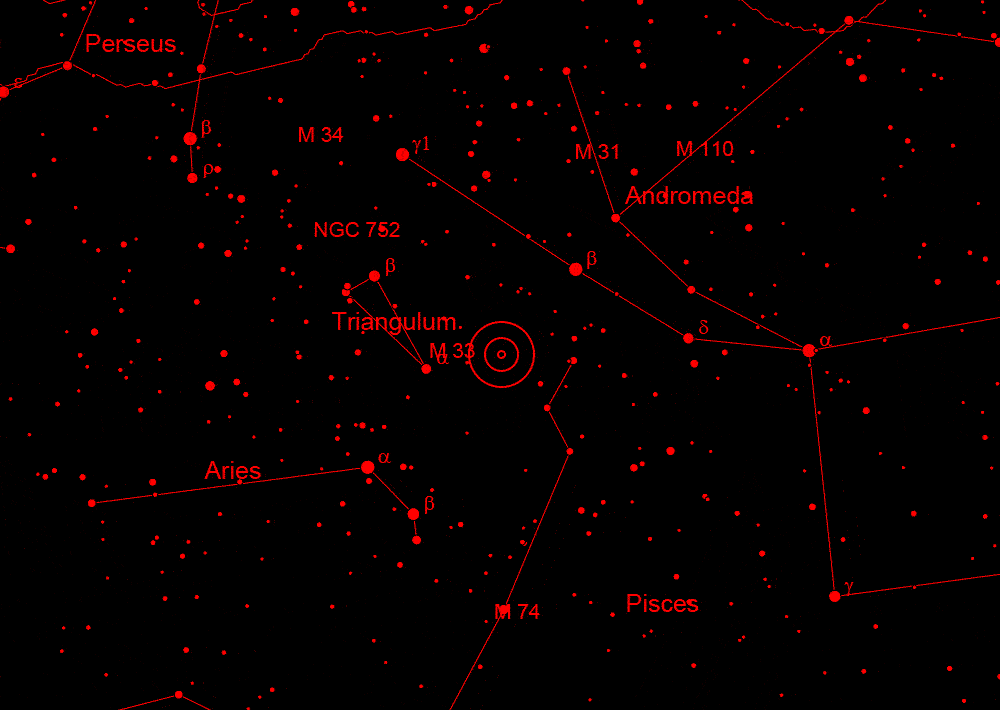 Perseus
ε
β
M 34
γ1
M 31
M 110
ρ
Andromeda
NGC 752
β
β
Triangulum
δ
M 33
α
α
α
Aries
β
γ
Pisces
M 74